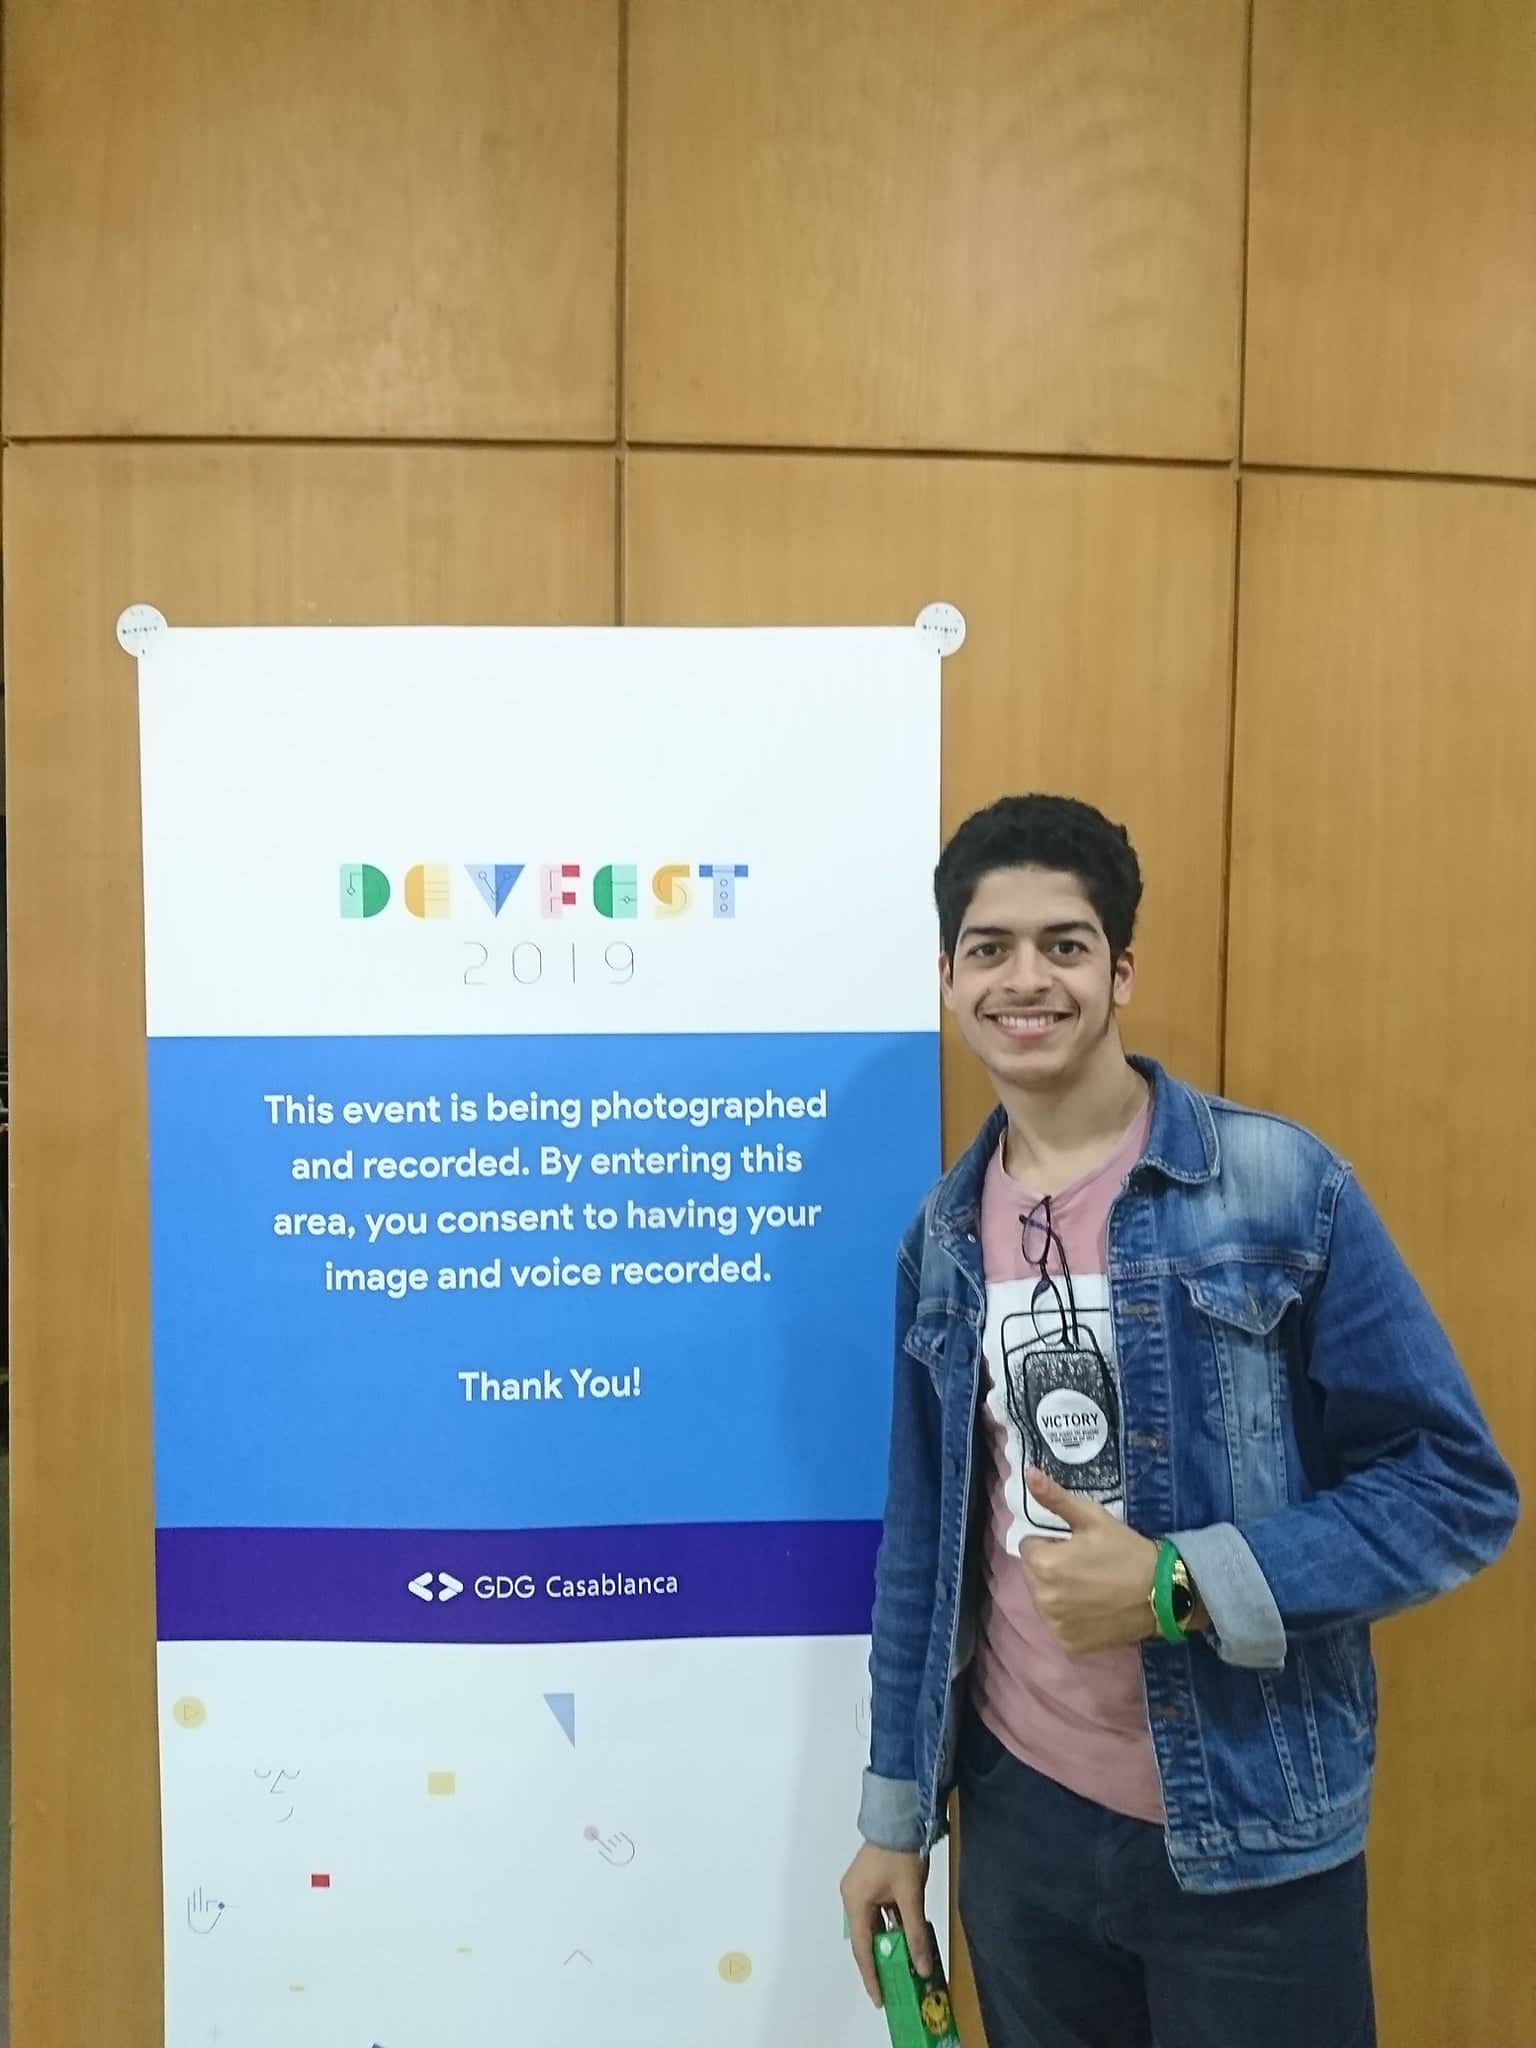 DEVFEST
2019
This event is being photographed
and recorded. By entering this
area, you consent to having your
image and voice recorded.
Thank You!
<> GDG Casablanca
VICTORY